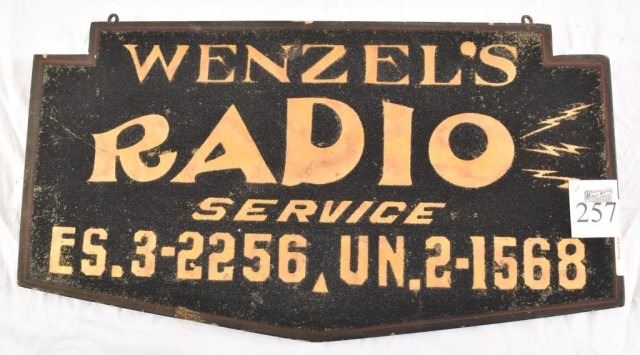 WENZEL'S
RADIO
SERVICE
257
ES.3-2256 UN.2-1568